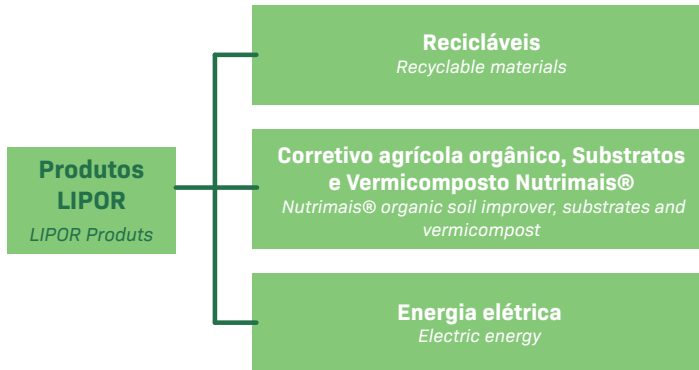 Recicláveis
Recyclable materials
Produtos
LIPOR
LIPOR Produts
Corretivo agrícola orgânico, Substratos
e Vermicomposto Nutrimais®
Nutrimais® organic soil improver, substrates and
vermicompost
Energia elétrica
Electric energy